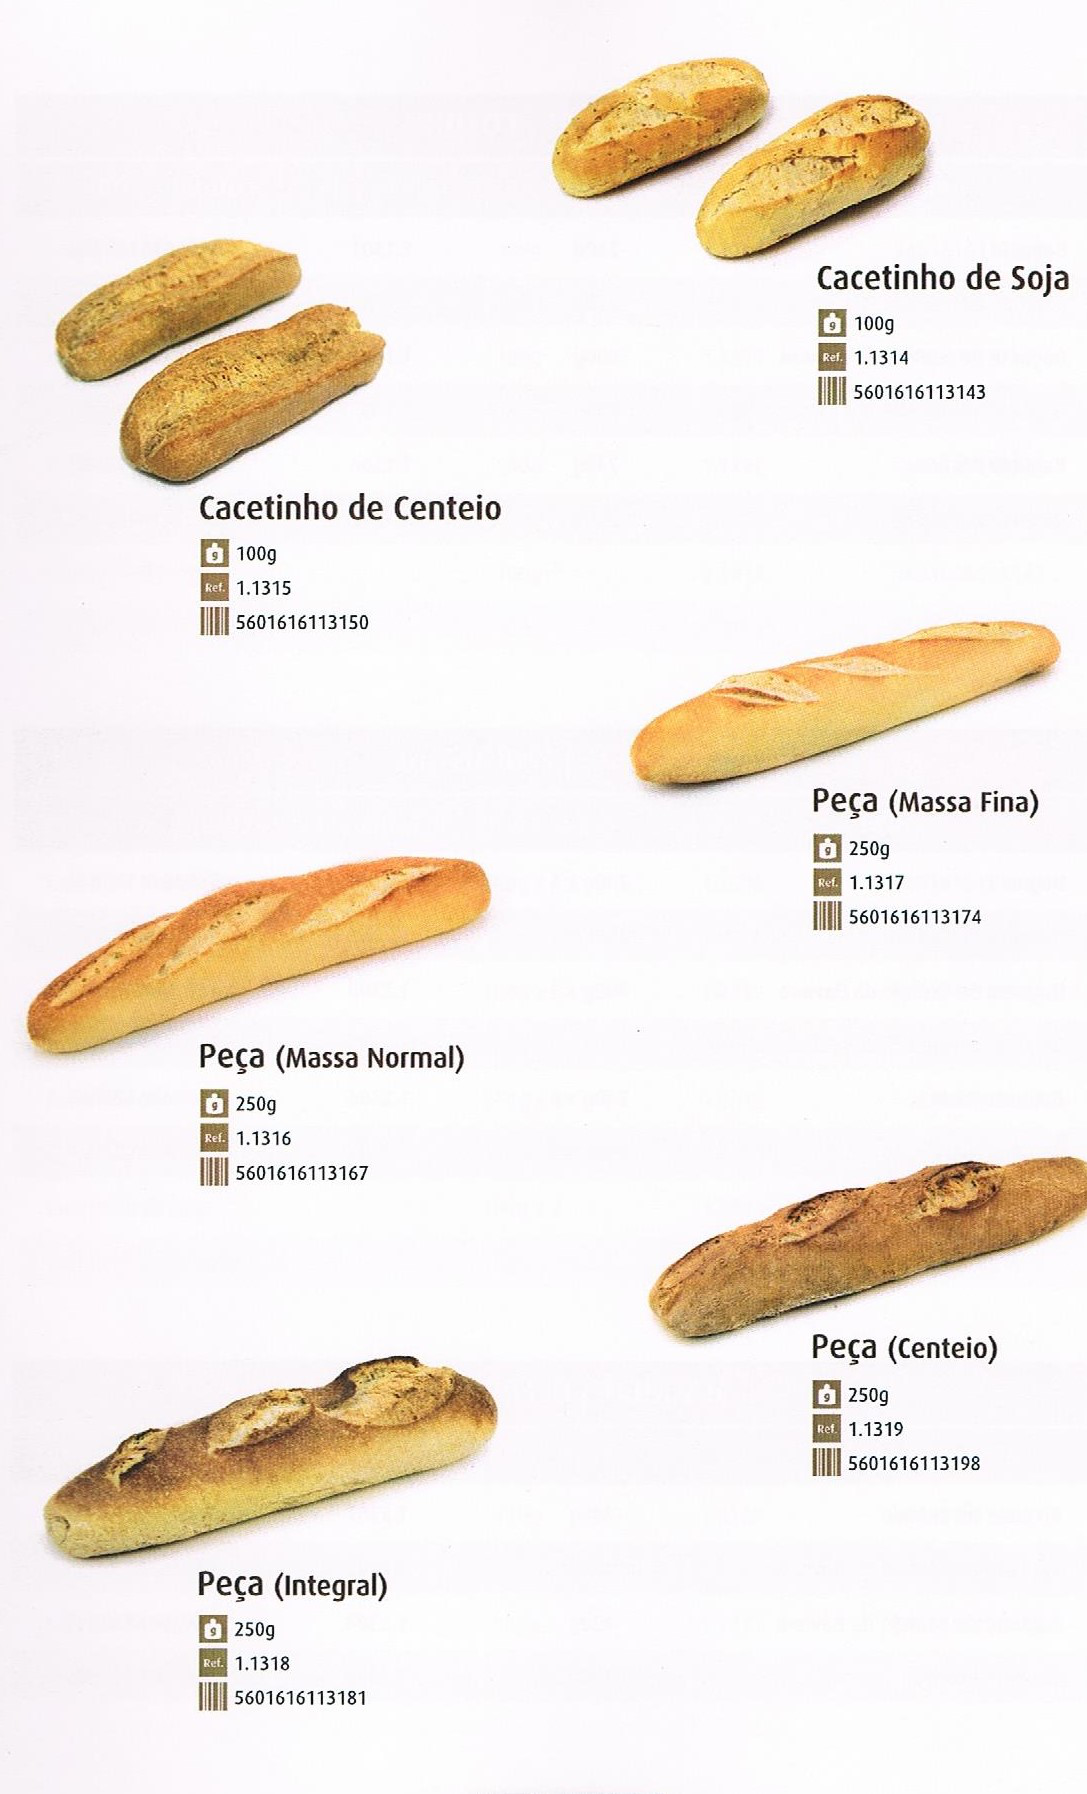 Cacetinho de Soja
g 100g
Ref. 1.1314
5601616113143
Cacetinho de Centeio
g 100g
Ref. 1.1315
5601616113150
Peça (Massa Fina)
g 250g
Ref. 1.1317
5601616113174
Peça (Massa Normal)
g 250g
Ref. 1.1316
5601616113167
Peça (Centeio)
g 250g
Ref. 1.1319
5601616113198
Peça (Integral)
g 250g
Ref. 1.1318
5601616113181